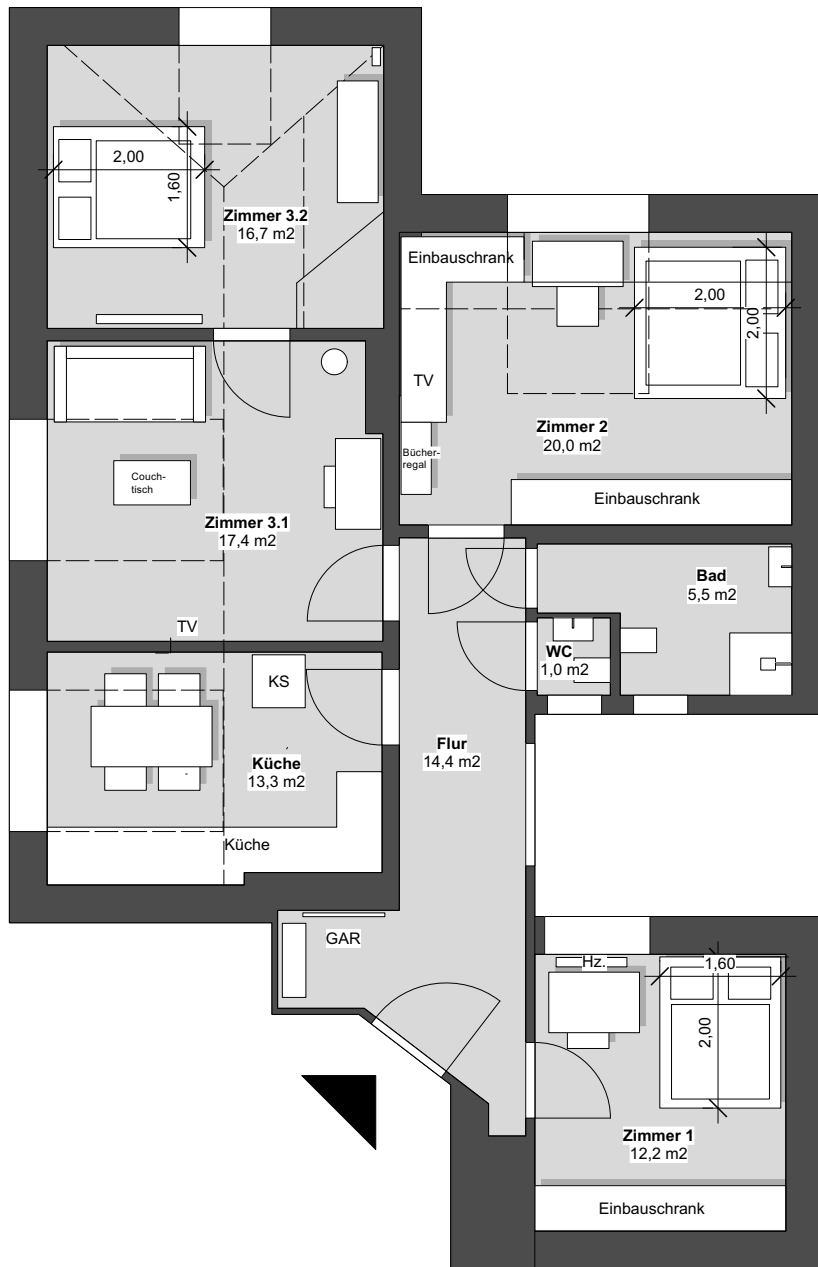 2,00
1,60
Zimmer 3.2
16,7 m2
Einbauschrank
2,00
2,00
TV
Zimmer 2
20,0 m2
Bücher-
regal
Einbauschrank
Couch-
tisch
Zimmer 3.1
17,4 m2
Bad
5,5 m2
TV
WC
1,0 m2
KS
Küche
13,3 m2
Flur
14,4 m2
Küche
GAR
Hz.
1,60
2,00
Zimmer 1
12,2 m2
Einbauschrank